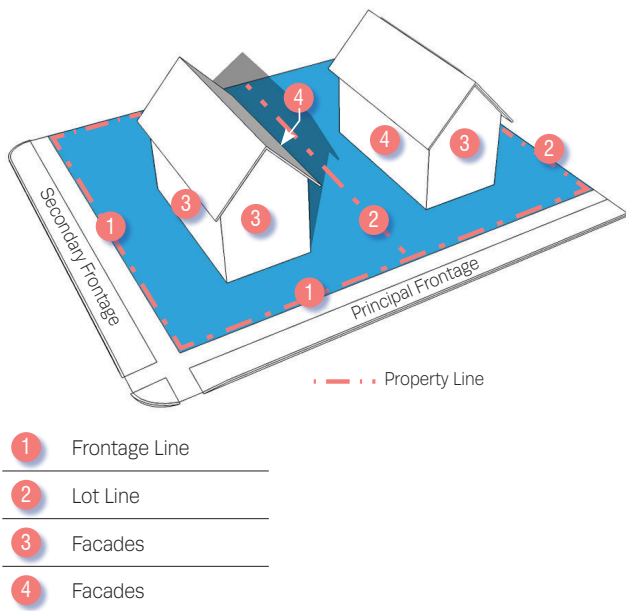 4
4
3
2
3
3
1
2
1
Secondary Frontage
Principal Frontage
Property Line
1 Frontage Line
2 Lot Line
3 Facades
4 Facades